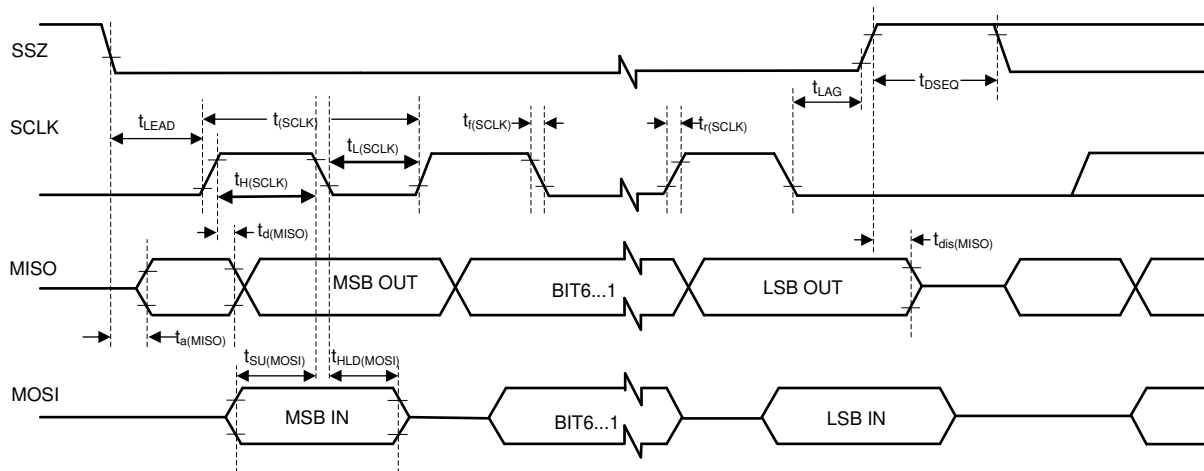 SSZ
tDSEQ
tLAG
SCLK
tLEAD
t(SCLK)
tf(SCLK)
tr(SCLK)
tL(SCLK)
tH(SCLK)
td(MISO)
tdis(MISO)
MISO
MSB OUT
BIT6...1
LSB OUT
ta(MISO)
tSU(MOSI)
tHLD(MOSI)
MOSI
MSB IN
BIT6...1
LSB IN